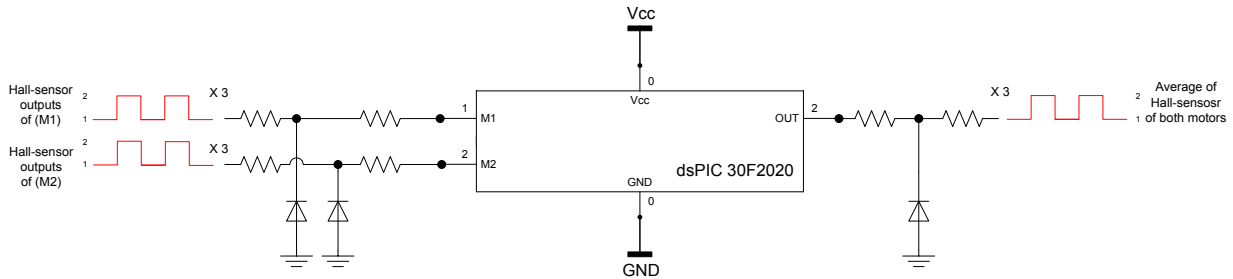 Vcc
0
Vcc
Hall-sensor
outputs
of (M1)
2
1
X 3
1
M1
Hall-sensor
outputs
of (M2)
2
1
X 3
2
M2
OUT
2
dsPIC 30F2020
GND
0
GND
X 3
2
1
Average of
Hall-sensosr
of both motors